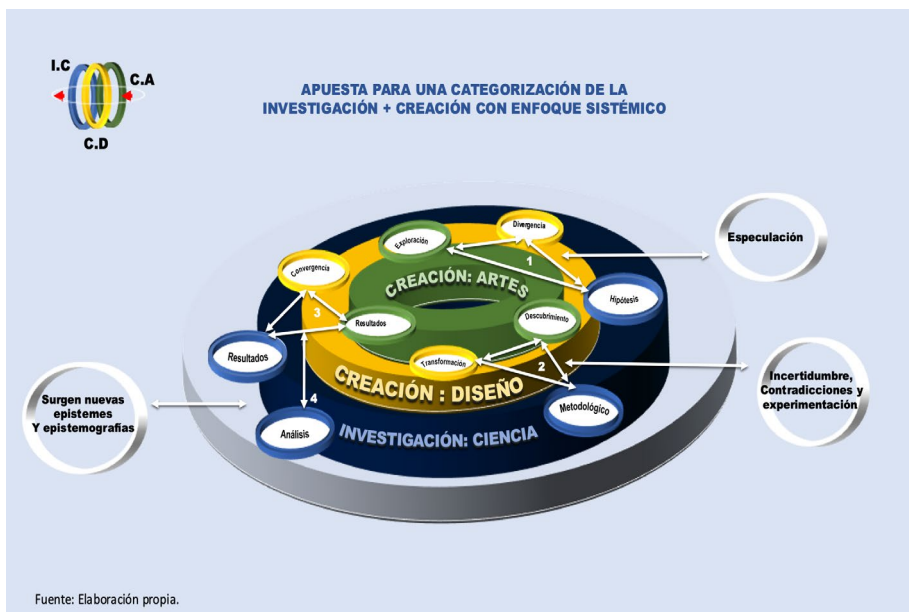 I.C
C.A
C.D
APUESTA PARA UNA CATEGORIZACIÓN DE LA
INVESTIGACIÓN + CREACIÓN CON ENFOQUE SISTÉMICO
Divergencia
Exploración
1
Especulación
Convergencia
CREACIÓN: ARTES
Hipótesis
3
Resultados
Descubrimiento
Resultados
Transformación
2
Incertidumbre,
Contradicciones y
experimentación
CREACIÓN : DISEÑO
Surgen nuevas
epistemes
Y epistemografías
4
Metodológico
Análisis
INVESTIGACIÓN: CIENCIA
Fuente: Elaboración propia.